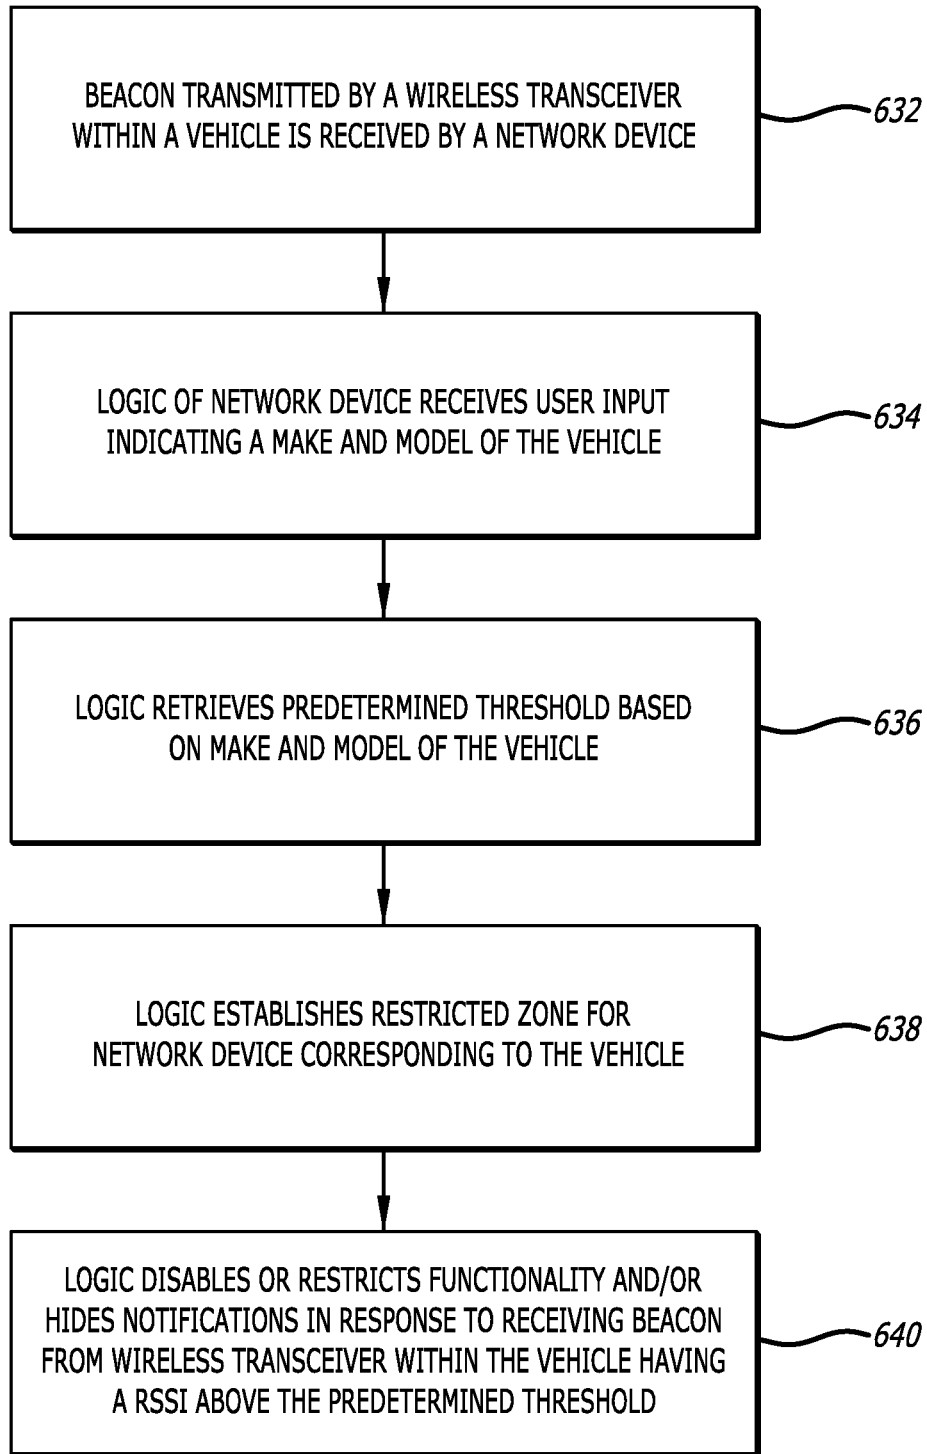 BEACON TRANSMITTED BY A WIRELESS TRANSCEIVER
WITHIN A VEHICLE IS RECEIVED BY A NETWORK DEVICE
632
LOGIC OF NETWORK DEVICE RECEIVES USER INPUT
INDICATING A MAKE AND MODEL OF THE VEHICLE
634
LOGIC RETRIEVES PREDETERMINED THRESHOLD BASED
ON MAKE AND MODEL OF THE VEHICLE
636
LOGIC ESTABLISHES RESTRICTED ZONE FOR
NETWORK DEVICE CORRESPONDING TO THE VEHICLE
638
LOGIC DISABLES OR RESTRICTS FUNCTIONALITY AND/OR
HIDES NOTIFICATIONS IN RESPONSE TO RECEIVING BEACON
FROM WIRELESS TRANSCEIVER WITHIN THE VEHICLE HAVING
A RSSI ABOVE THE PREDETERMINED THRESHOLD
640